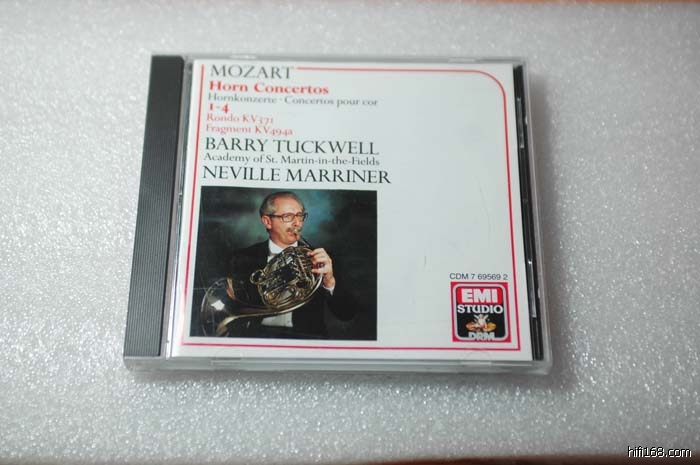 MOZART
Horn Concertos
Hornkonzerte · Concertos pour cor
1-4
Rondo KV371
Fragment KV494a
BARRY TUCKWELL
Academy of St. Martin-in-the-Fields
NEVILLE MARRINER
CDM 7 69569 2
EMI
STUDIO
DRM
hifi168.com